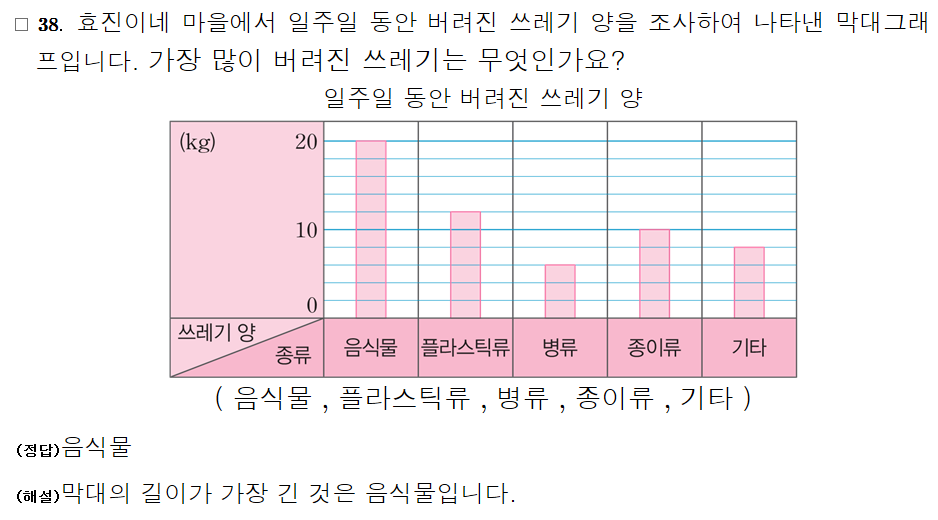 □ 38. 효진이네 마을에서 일주일 동안 버려진 쓰레기 양을 조사하여 나타낸 막대그래
프입니다. 가장 많이 버려진 쓰레기는 무엇인가요?
일주일 동안 버려진 쓰레기 양
(kg) 20
10
0
쓰레기 양
종류 음식물 플라스틱류 병류 종이류 기타
( 음식물 , 플라스틱류 , 병류 , 종이류 , 기타 )
(정답)음식물
(해설)막대의 길이가 가장 긴 것은 음식물입니다.